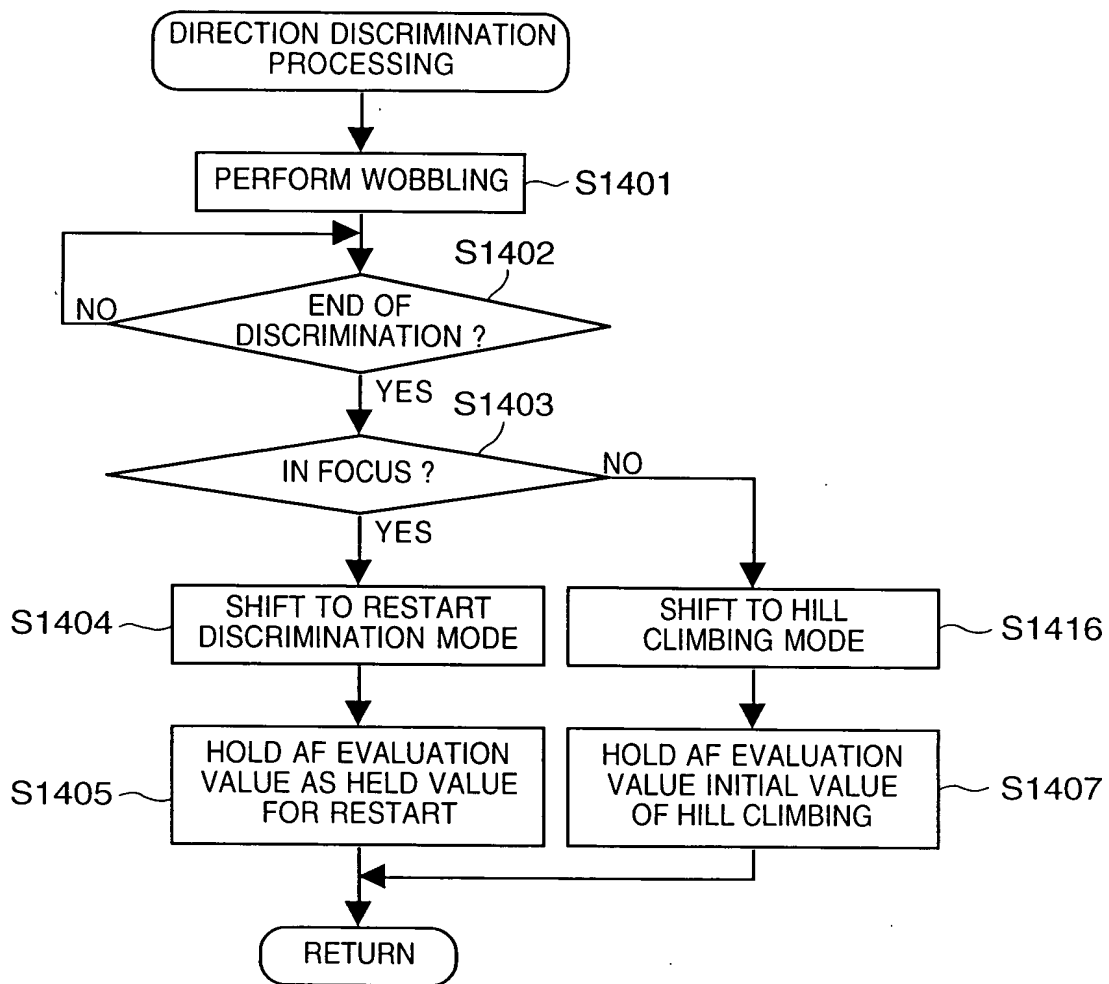 DIRECTION DISCRIMINATION
PROCESSING
PERFORM WOBBLING
S1401
S1402
END OF
DISCRIMINATION ?
NO
YES
S1403
IN FOCUS ?
NO
YES
S1404
SHIFT TO RESTART
DISCRIMINATION MODE
SHIFT TO HILL
CLIMBING MODE
S1416
S1405
HOLD AF EVALUATION
VALUE AS HELD VALUE
FOR RESTART
HOLD AF EVALUATION
VALUE INITIAL VALUE
OF HILL CLIMBING
S1407
RETURN